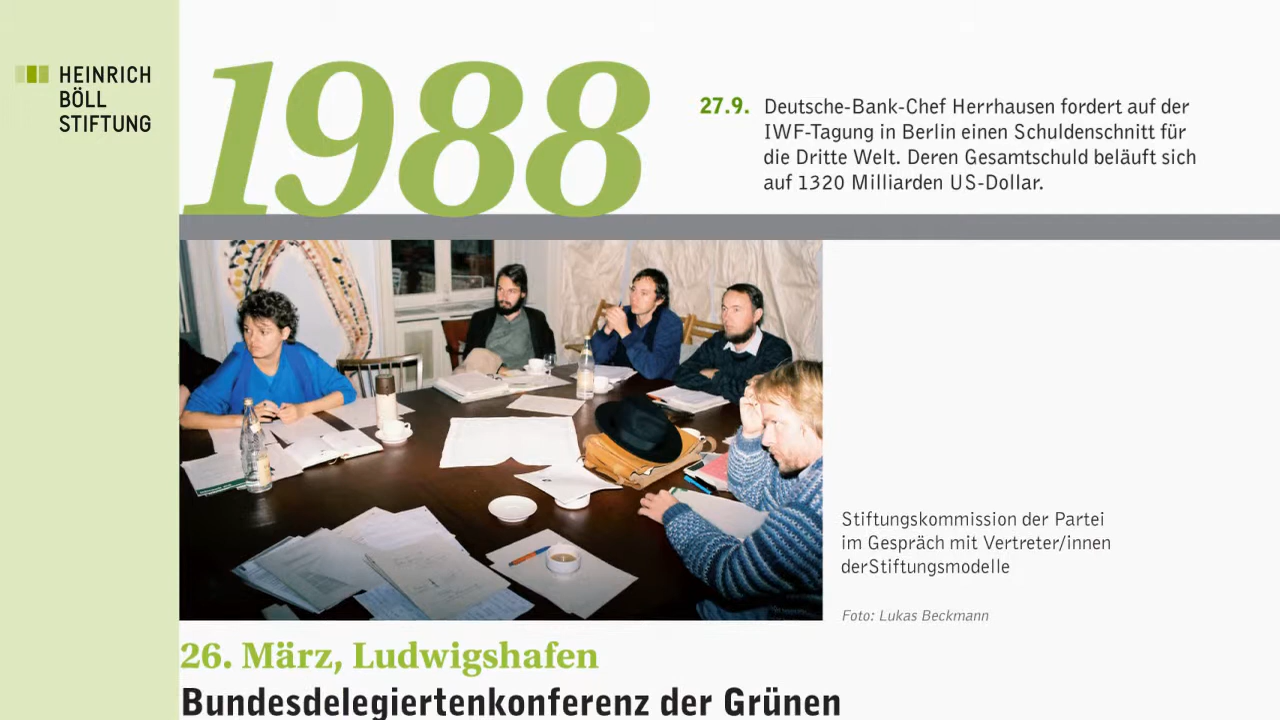 HEINRICH
BÖLL
STIFTUNG
1988
27.9. Deutsche-Bank-Chef Herrhausen fordert auf der
IWF-Tagung in Berlin einen Schuldenschnitt für
die Dritte Welt. Deren Gesamtschuld beläuft sich
auf 1320 Milliarden US-Dollar.
Stiftungskommission der Partei
im Gespräch mit Vertreter/innen
derStiftungsmodelle
Foto: Lukas Beckmann
26. März, Ludwigshafen
Bundesdelegiertenkonferenz der Grünen